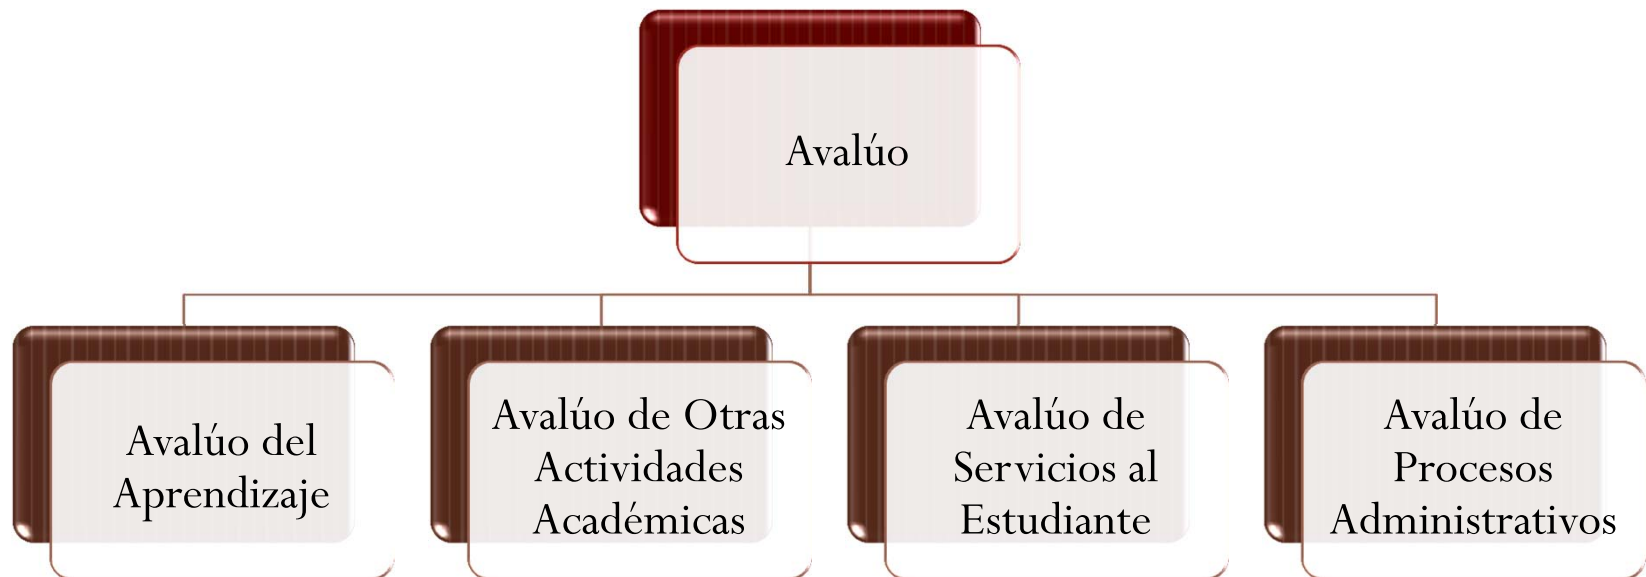 Avalúo
Avalúo del
Aprendizaje
Avalúo de Otras
Actividades
Académicas
Avalúo de
Servicios al
Estudiante
Avalúo de
Procesos
Administrativos